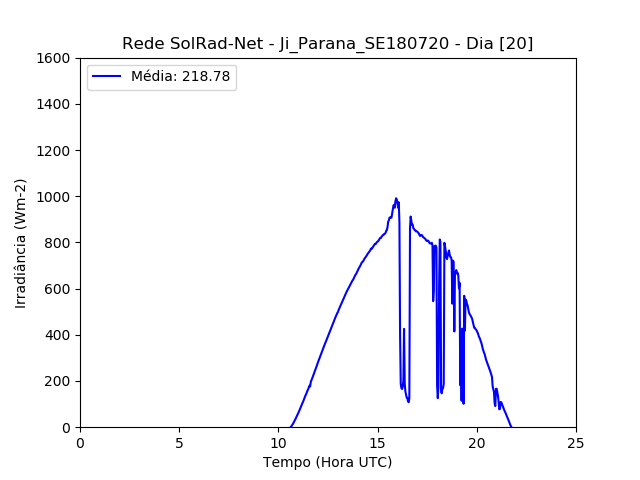 Rede SolRad-Net - Ji_Parana_SE180720 - Dia [20]
Média: 218.78
Irradiância (Wm-2)
1600
1400
1200
1000
800
600
400
200
0
0 5 10 15 20 25
Tempo (Hora UTC)